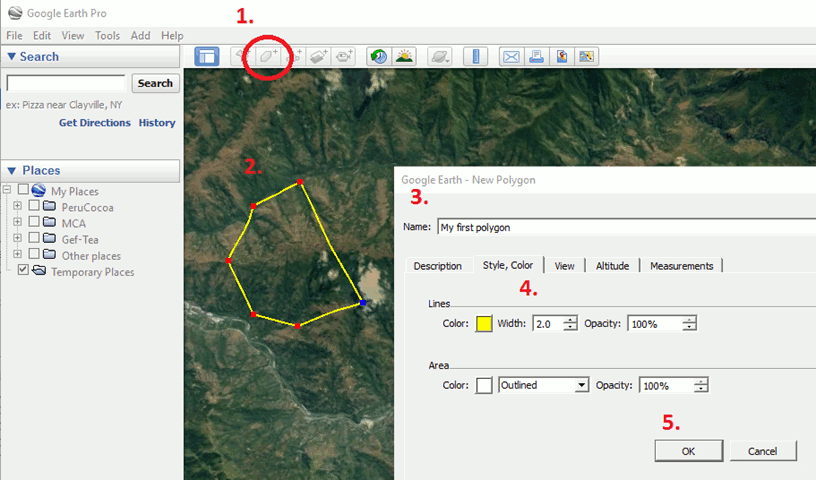 1.
Google Earth Pro
File Edit View Tools Add Help
Search
Search
ex: Pizza near Clayville, NY
Get Directions History
Places
My Places
PeruCocoa
MCA
Gef-Tea
Other places
Temporary Places
2.
Google Earth - New Polygon
3.
Name: My first polygon
Description Style, Color View Altitude Measurements
4.
Lines
Color: Width: 2.0 Opacity: 100%
Area
Color: Outlined Opacity: 100%
5.
OK Cancel